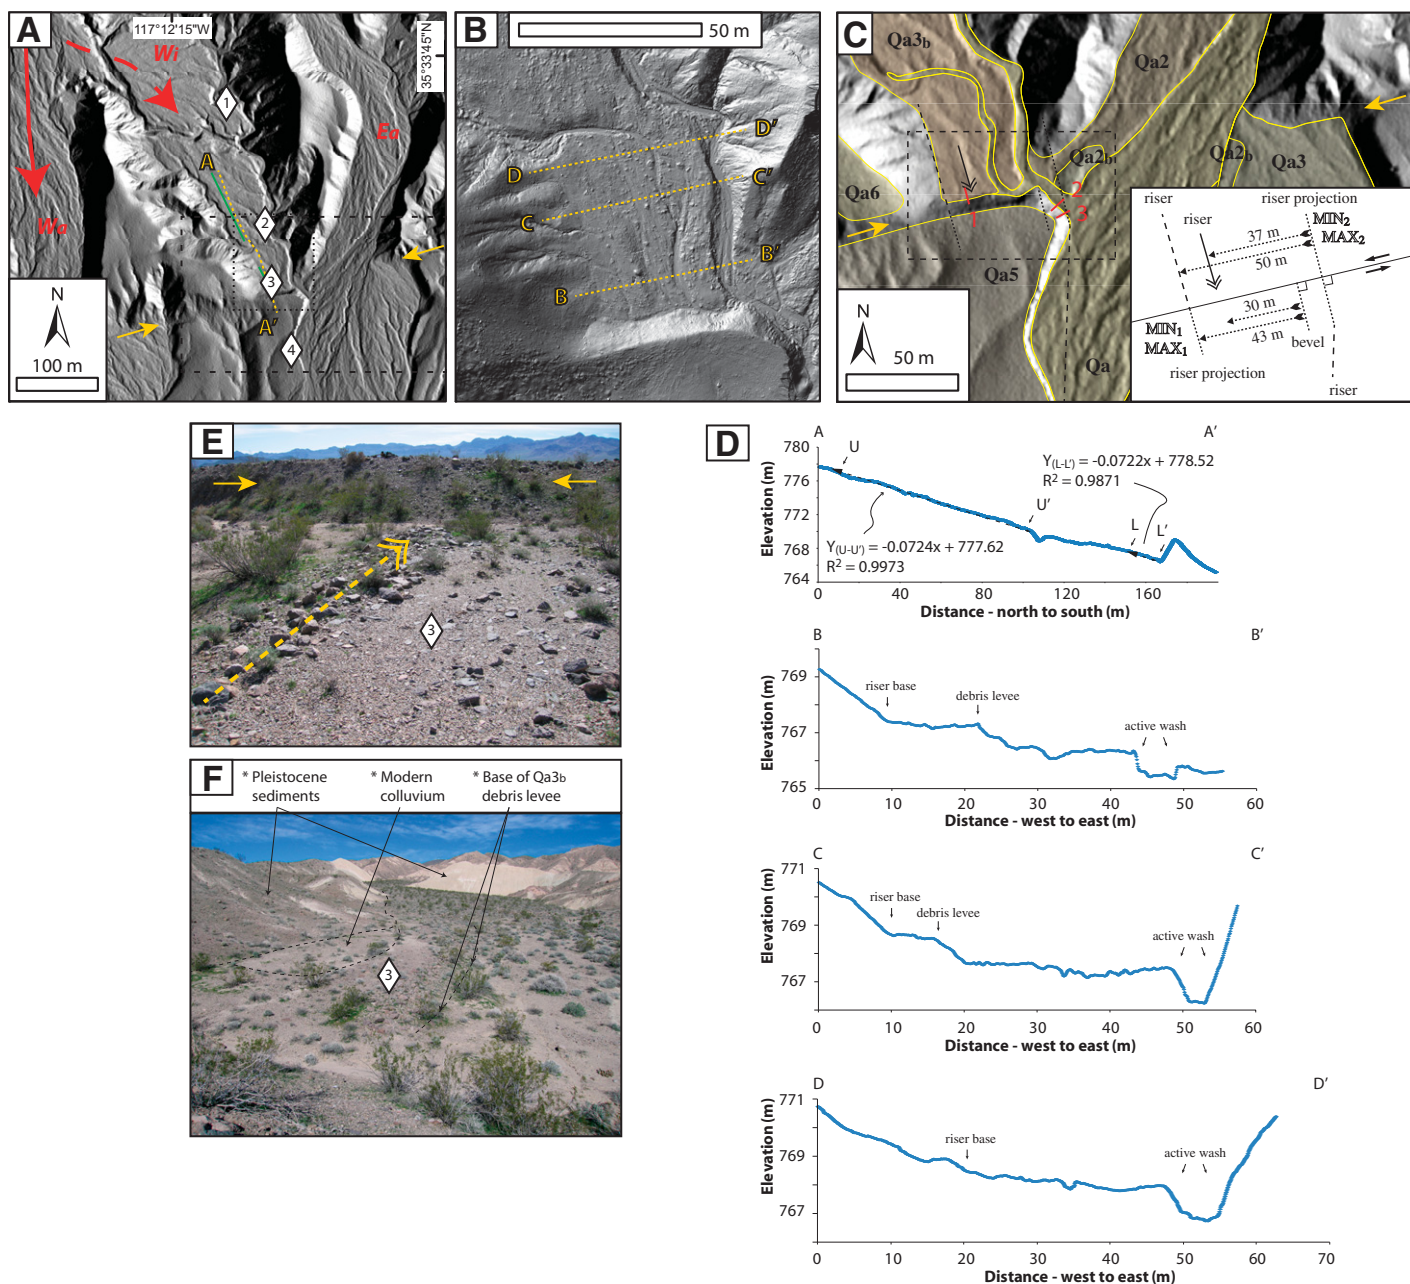 A
117°12'15"W
35°33'45"N
Wi
Wa
Ea
A
A'
1
2
3
4
N
100 m
B
50 m
D
D'
C
C'
B
B'
C
Qa3b
Qa2
Qa2b
Qa2b
Qa3
Qa6
Qa5
Qa
1
2
3
N
50 m
riser
riser projection
riser
MIN2
MAX2
37 m
50 m
30 m
43 m
MIN1
MAX1
bevel
riser projection
riser
E
3
F
* Pleistocene
sediments
* Modern
colluvium
* Base of Qa3b
debris levee
3
D
A
A'
780
776
772
768
764
Elevation (m)
U
U'
L
L'
Y(L-L') = -0.0722x + 778.52
R2 = 0.9871
Y(U-U') = -0.0724x + 777.62
R2 = 0.9973
0 40 80 120 160
Distance - north to south (m)
B
B'
769
767
765
Elevation (m)
riser base
debris levee
active wash
0 10 20 30 40 50 60
Distance - west to east (m)
C
C'
771
769
767
Elevation (m)
riser base
debris levee
active wash
0 10 20 30 40 50 60
Distance - west to east (m)
D
D'
771
769
767
Elevation (m)
riser base
active wash
0 10 20 30 40 50 60 70
Distance - west to east (m)